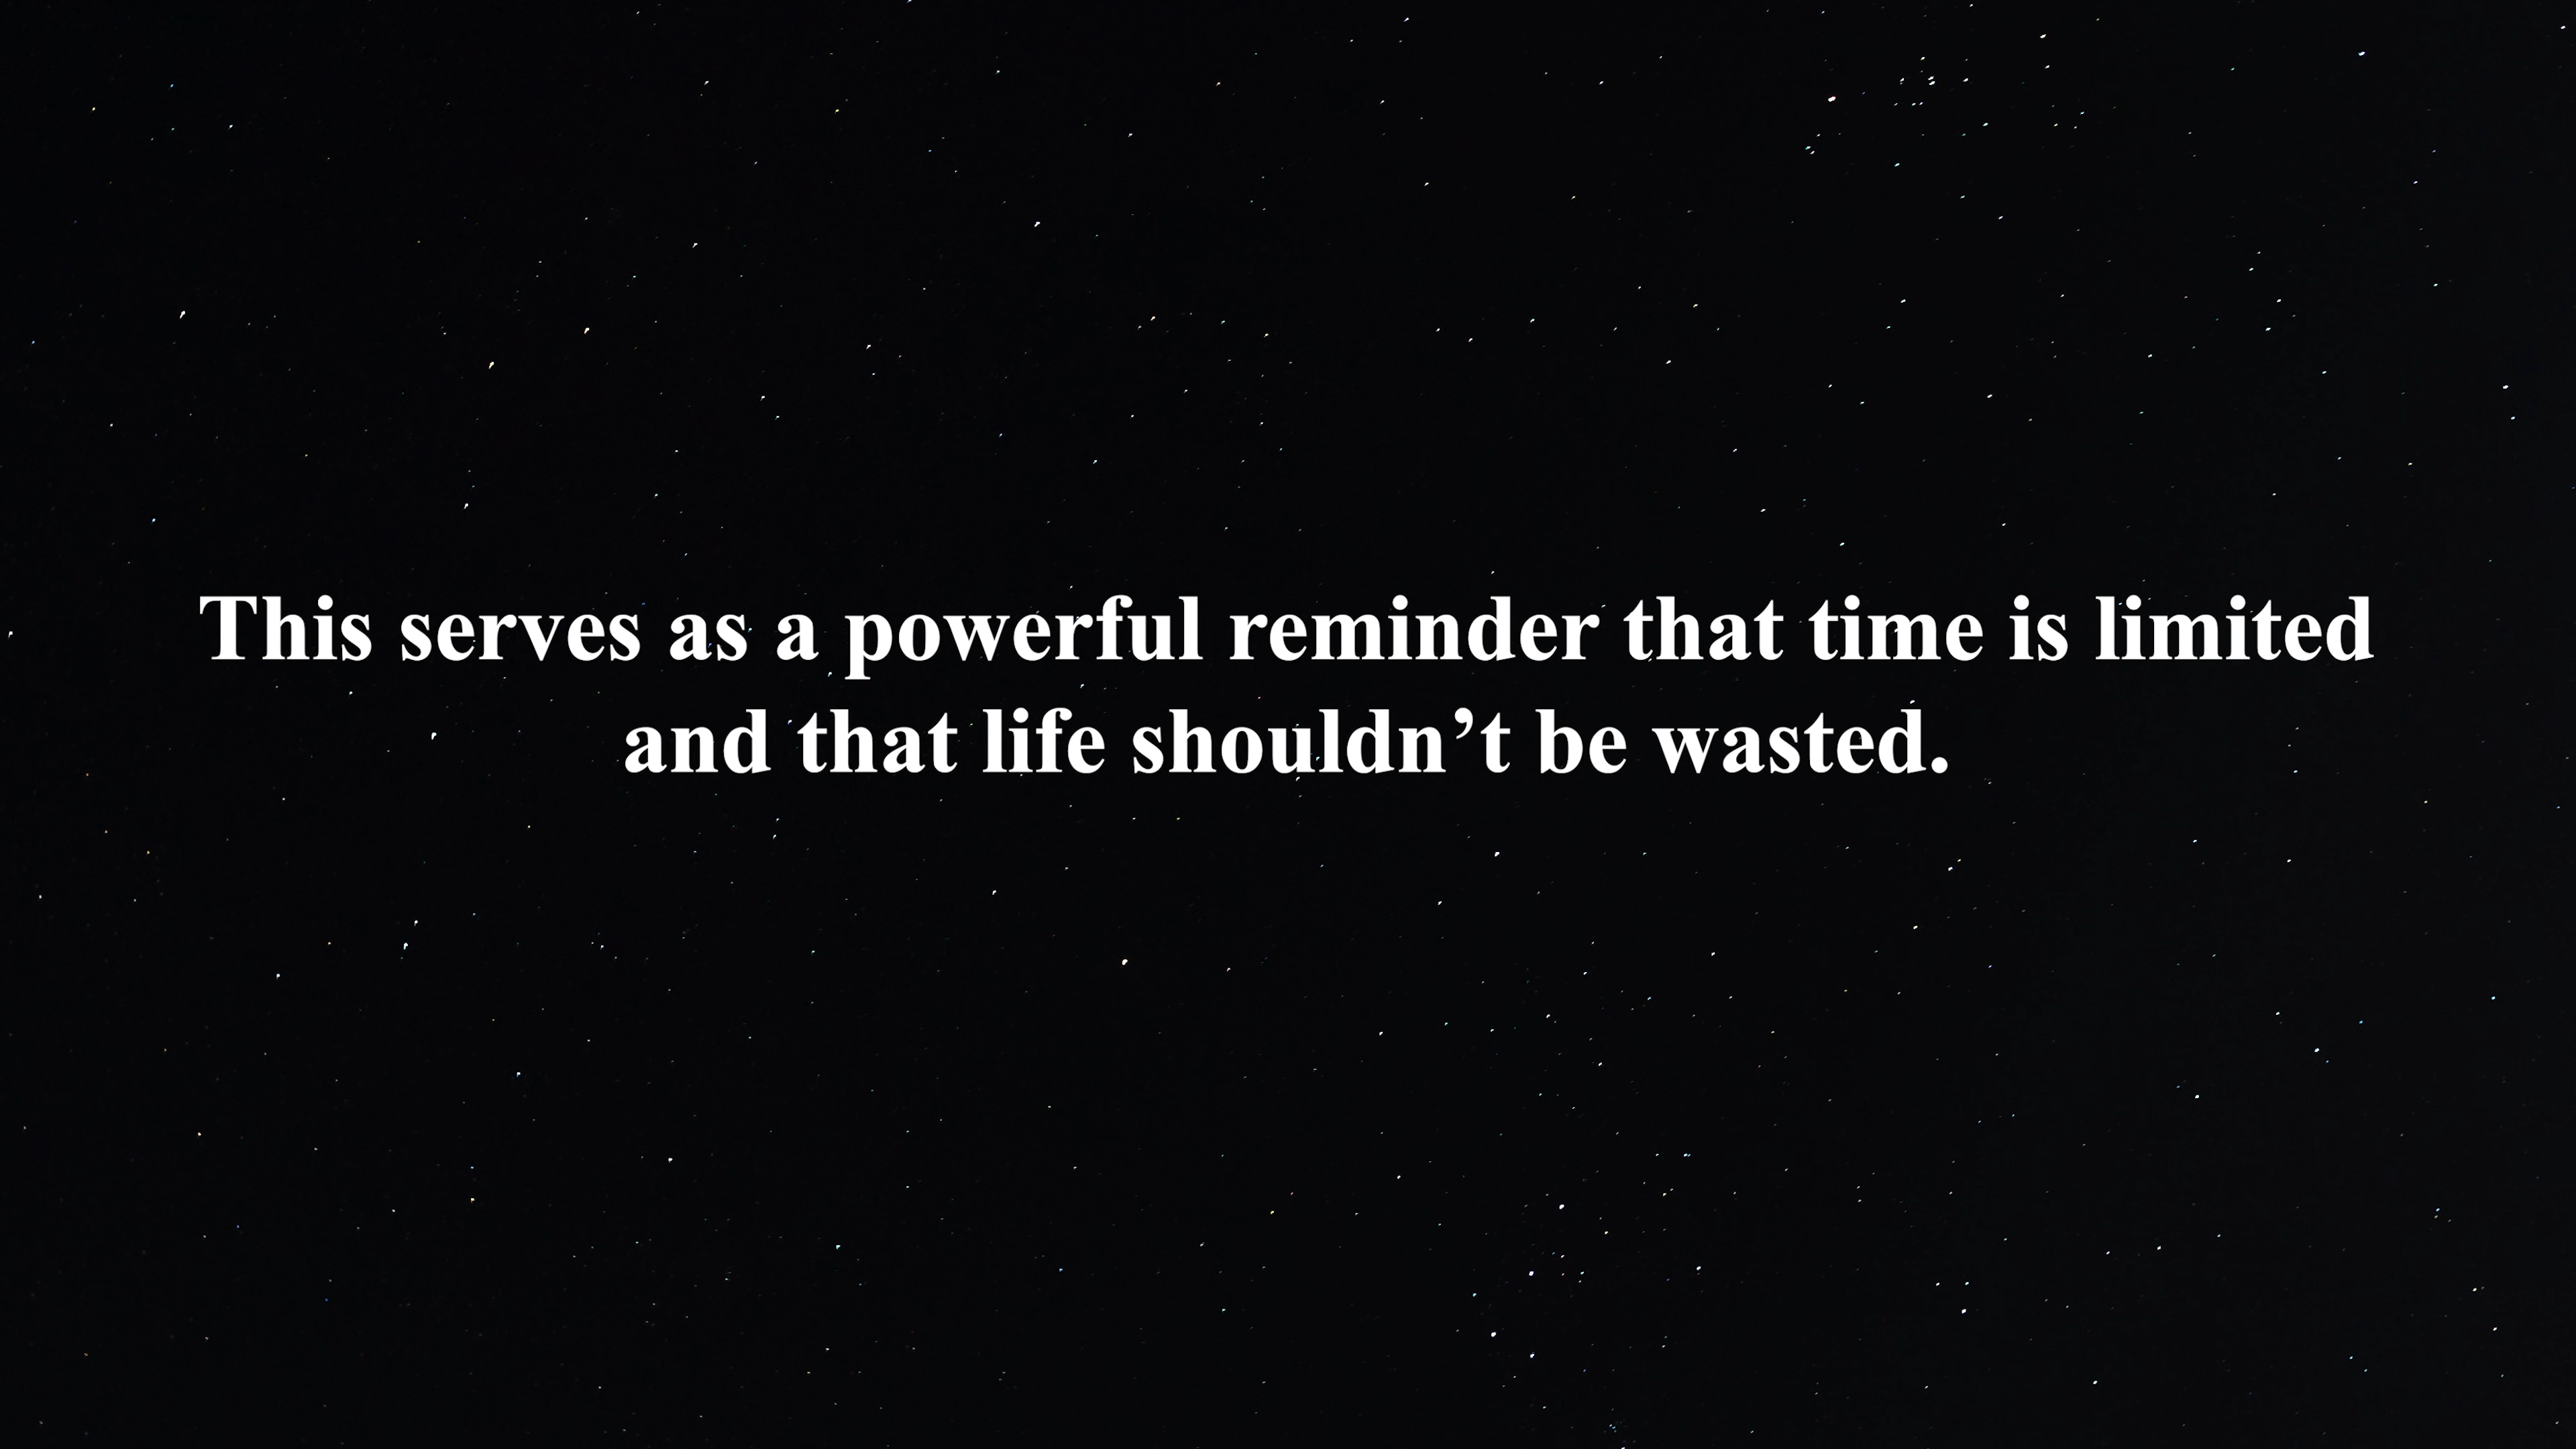 This serves as a powerful reminder that time is limited
and that life shouldn’t be wasted.